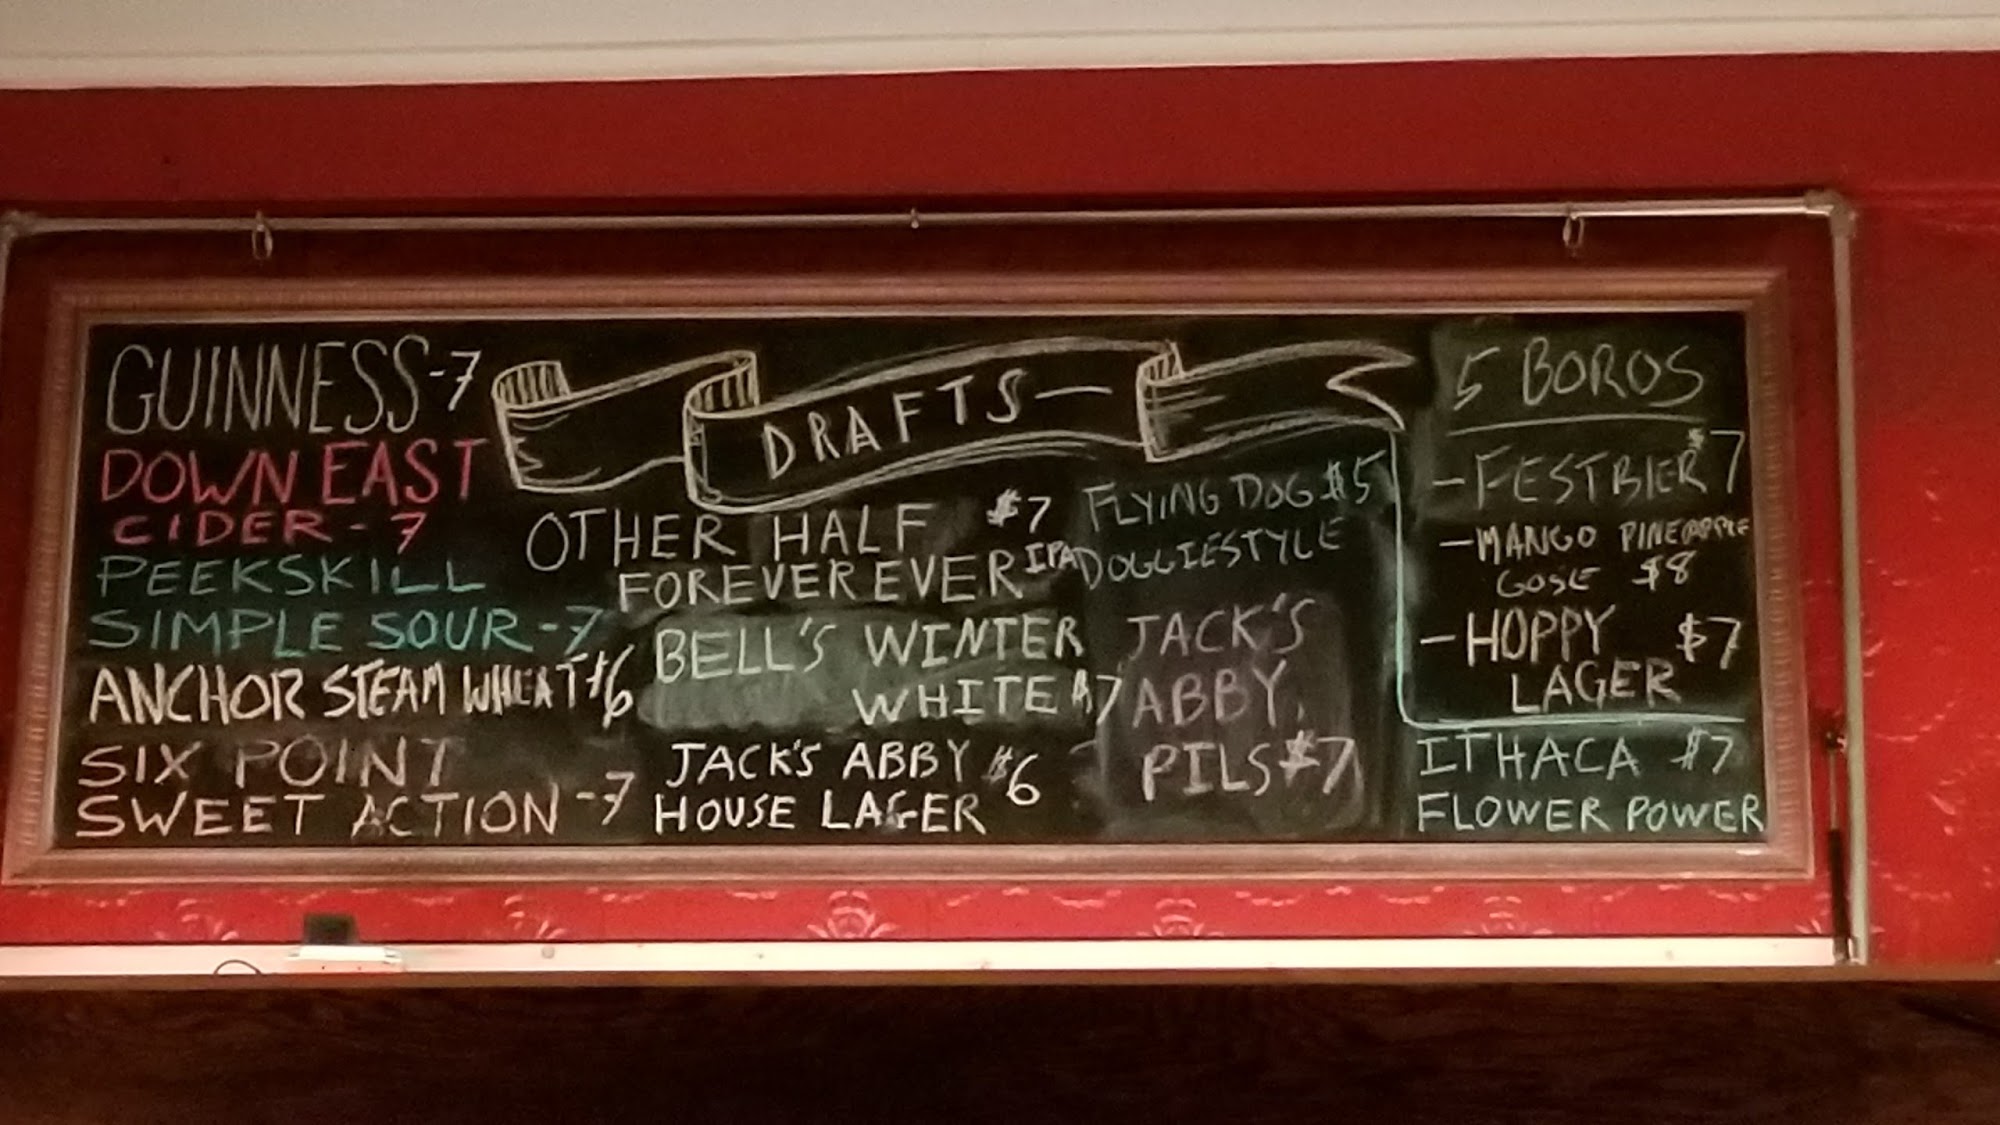 GUINNESS-7
DOWN EAST
CIDER-7
PEEKSKILL
SIMPLE SOUR-7
ANCHOR STEAM WHEAT $6
SIX POINT
SWEET ACTION-7
DRAFTS—
OTHER HALF $7
FOREVER EVER IPA
BELL'S WINTER
WHITE 7
JACK'S ABBY $6
HOUSE LAGER
FLYING DOG $5
DOGGIESTYLE
JACK'S
ABBY
PILS $7
5 BOROS
-FESTBIER $7
-MANGO PINEAPPLE
GOSE $8
-HOPPY $7
LAGER
ITHACA $7
FLOWER POWER